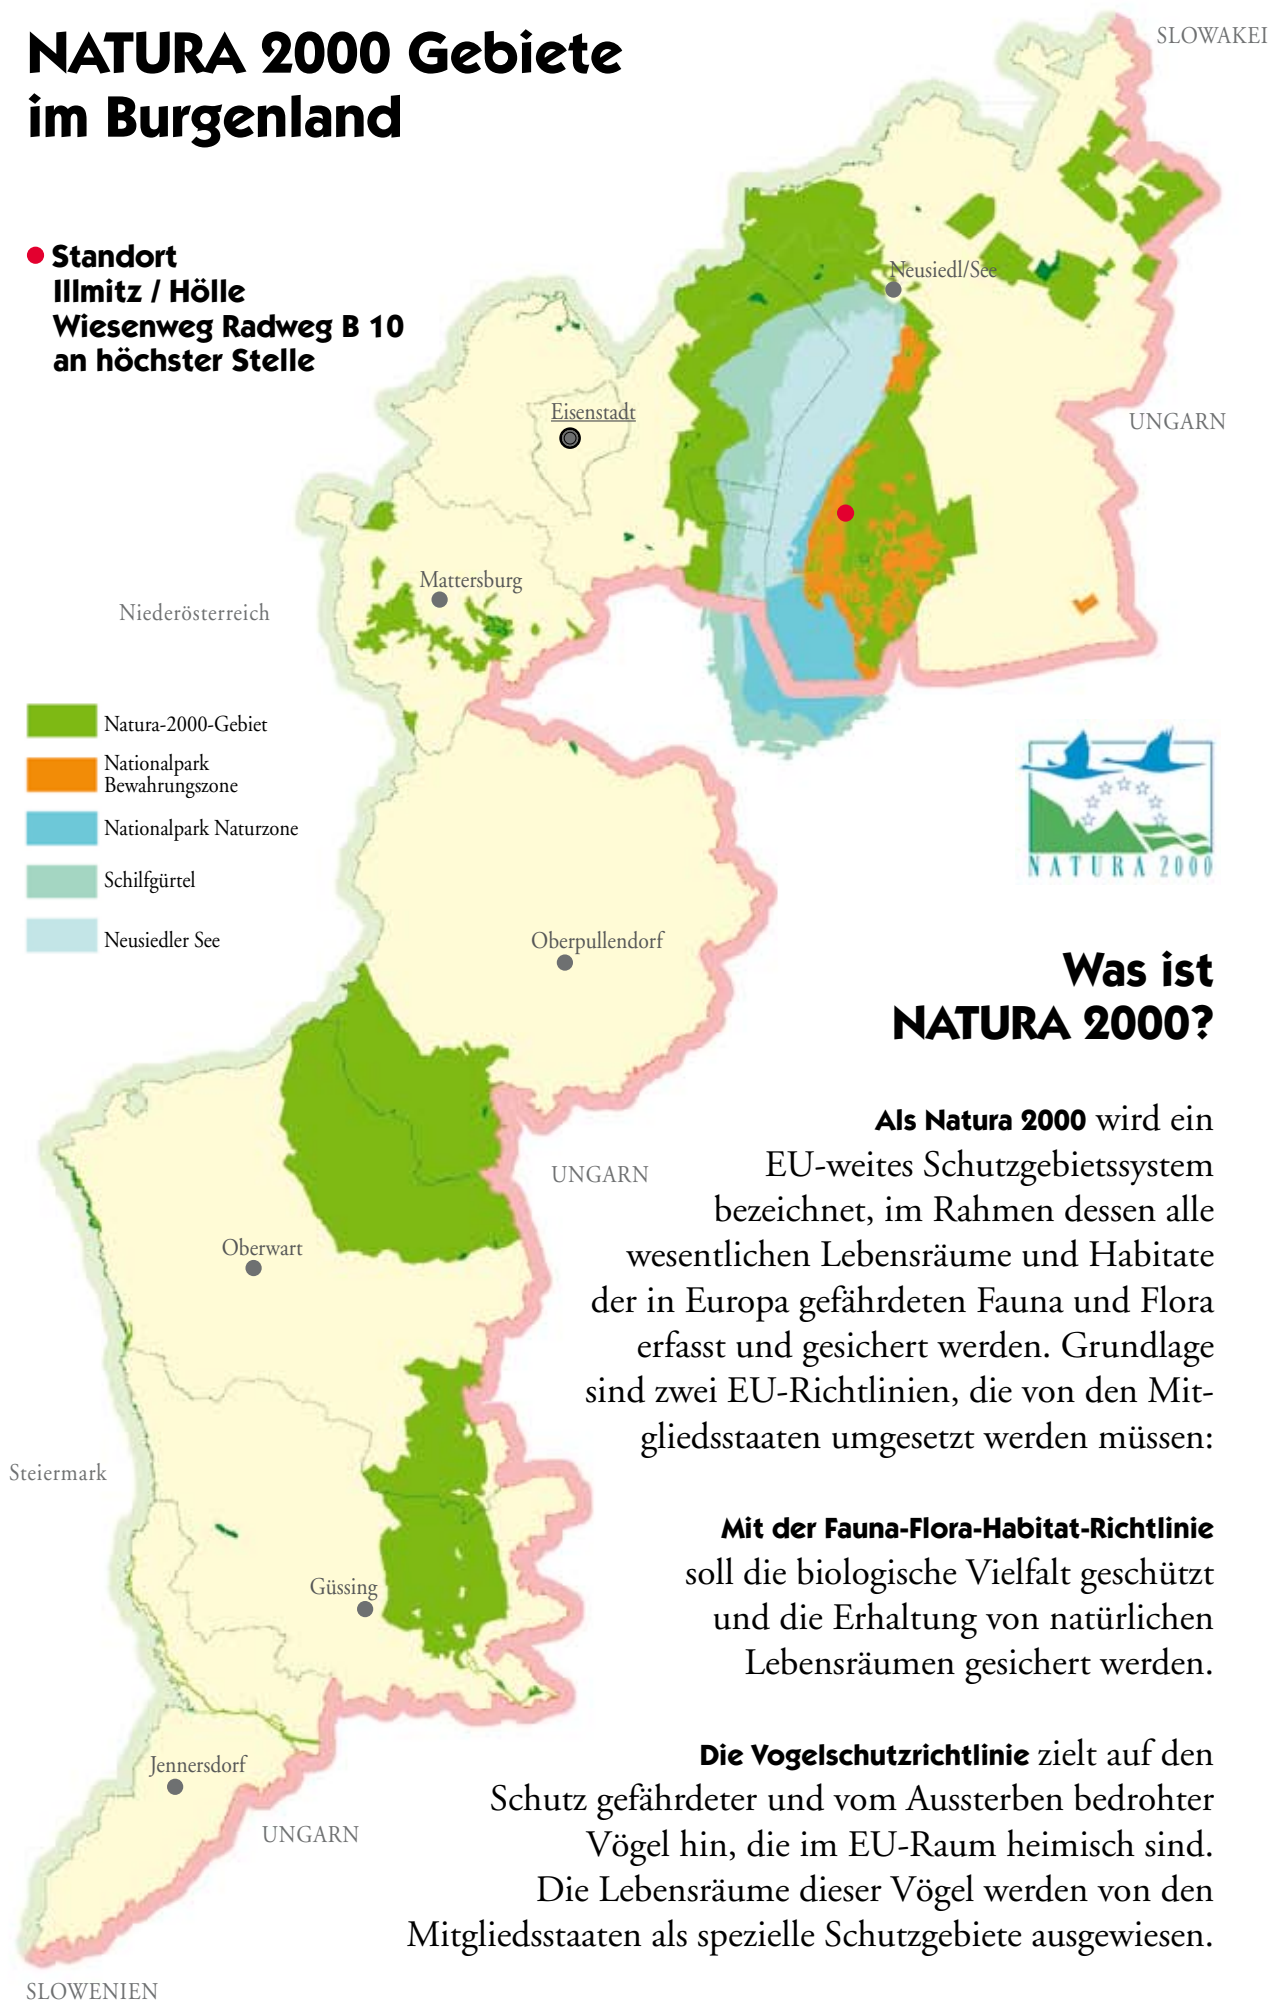 NATURA 2000 Gebiete
im Burgenland
SLOWAKEI
Standort
Illmitz / Hölle
Wiesenweg Radweg B 10
an höchster Stelle
Neusiedl/See
Eisenstadt
UNGARN
Mattersburg
Niederösterreich
Natura-2000-Gebiet
Nationalpark
Bewahrungszone
Nationalpark Naturzone
Schilfgürtel
Neusiedler See
NATURA 2000
Oberpullendorf
Was ist
NATURA 2000?
Als Natura 2000 wird ein
EU-weites Schutzgebietssystem
bezeichnet, im Rahmen dessen alle
wesentlichen Lebensräume und Habitate
der in Europa gefährdeten Fauna und Flora
erfasst und gesichert werden. Grundlage
sind zwei EU-Richtlinien, die von den Mit-
gliedsstaaten umgesetzt werden müssen:
UNGARN
Oberwart
Steiermark
Mit der Fauna-Flora-Habitat-Richtlinie
soll die biologische Vielfalt geschützt
und die Erhaltung von natürlichen
Lebensräumen gesichert werden.
Güssing
Die Vogelschutzrichtlinie zielt auf den
Schutz gefährdeter und vom Aussterben bedrohter
Vögel hin, die im EU-Raum heimisch sind.
Die Lebensräume dieser Vögel werden von den
Mitgliedsstaaten als spezielle Schutzgebiete ausgewiesen.
Jennersdorf
UNGARN
SLOWENIEN